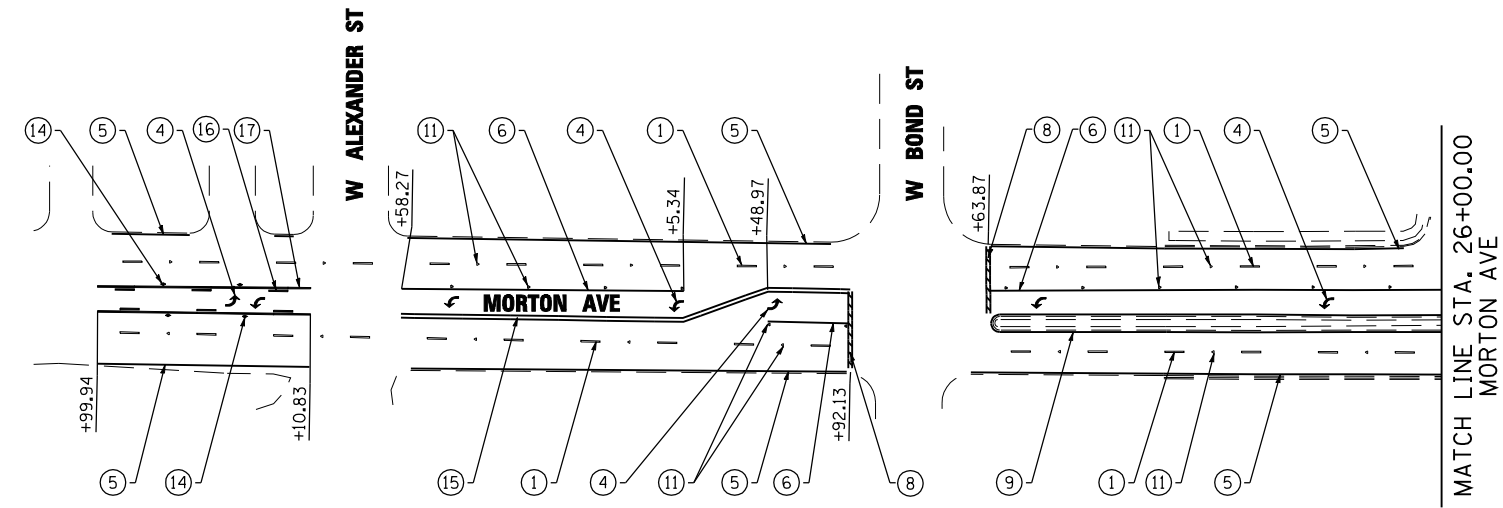 W ALEXANDER ST
W BOND ST
14 5 4 16 17 11 6 4 1 5 8 6 11 1 4 5
+58.27
+5.34
+48.97
+63.87
MORTON AVE
+99.94
+10.83
+92.13
5 14 15 1 4 11 5 6 8 9 1 11 5
MATCH LINE STA. 26+00.00
MORTON AVE